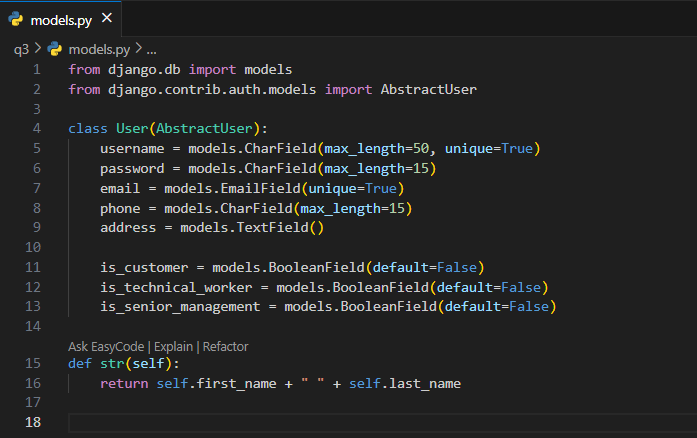 models.py ×
q3 > models.py > ...
1 from django.db import models
2 from django.contrib.auth.models import AbstractUser
3
4 class User(AbstractUser):
5     username = models.CharField(max_length=50, unique=True)
6     password = models.CharField(max_length=15)
7     email = models.EmailField(unique=True)
8     phone = models.CharField(max_length=15)
9     address = models.TextField()
10
11     is_customer = models.BooleanField(default=False)
12     is_technical_worker = models.BooleanField(default=False)
13     is_senior_management = models.BooleanField(default=False)
14
Ask EasyCode | Explain | Refactor
15 def str(self):
16     return self.first_name + " " + self.last_name
17
18